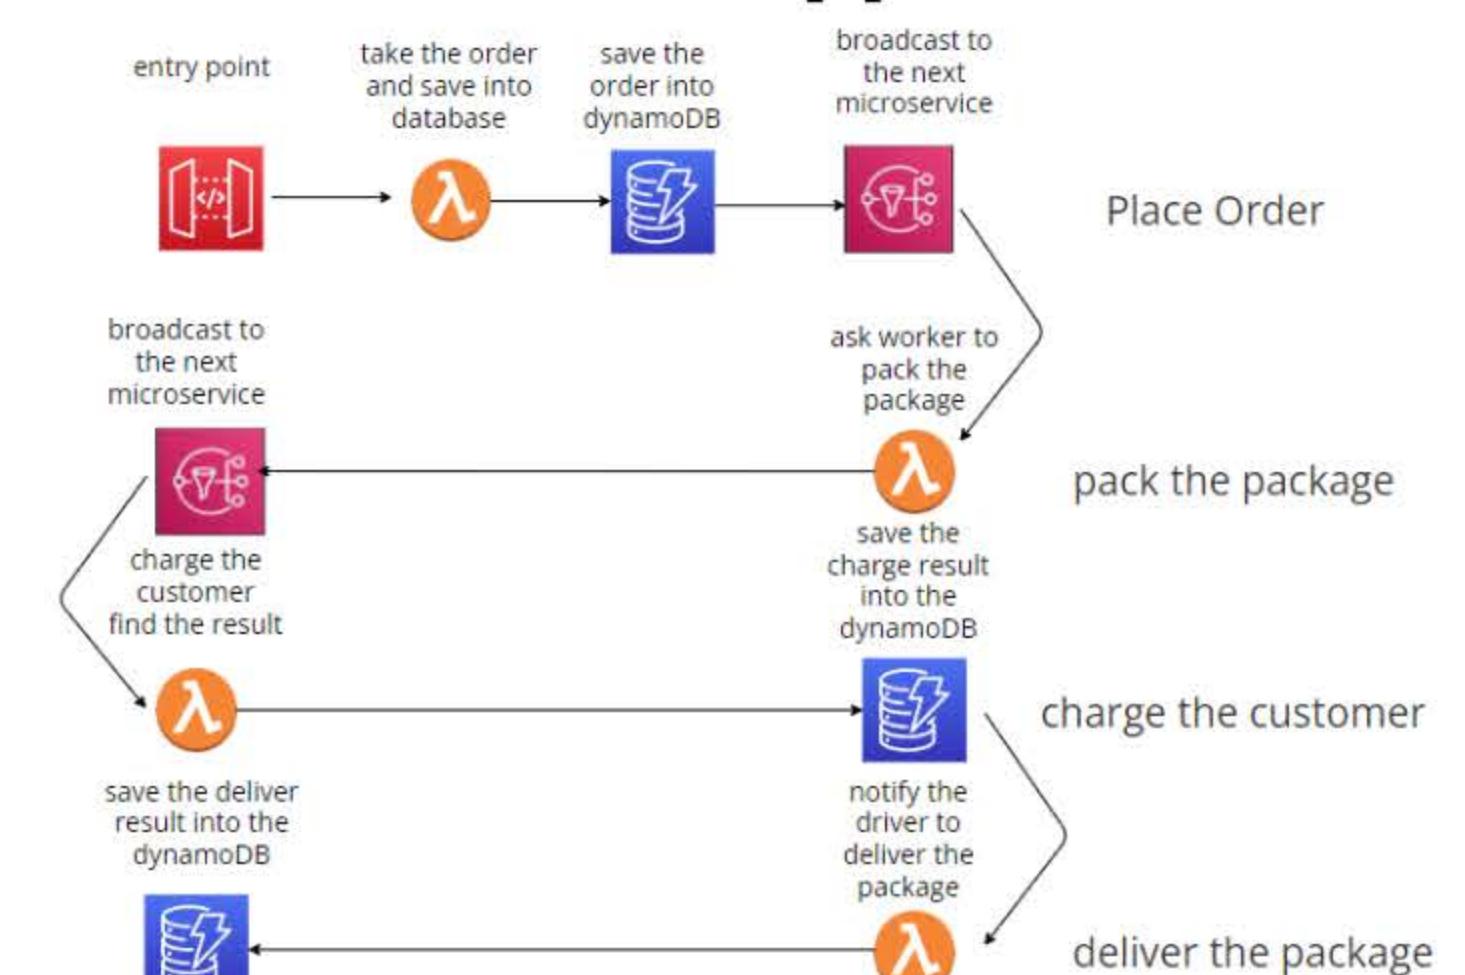 entry point
take the order
and save into
database
save the
order into
dynamoDB
broadcast to
the next
microservice
</>
Place Order
broadcast to
the next
microservice
ask worker to
pack the
package
pack the package
charge the
customer
find the result
save the
charge result
into the
dynamoDB
charge the customer
save the deliver
result into the
dynamoDB
notify the
driver to
deliver the
package
deliver the package